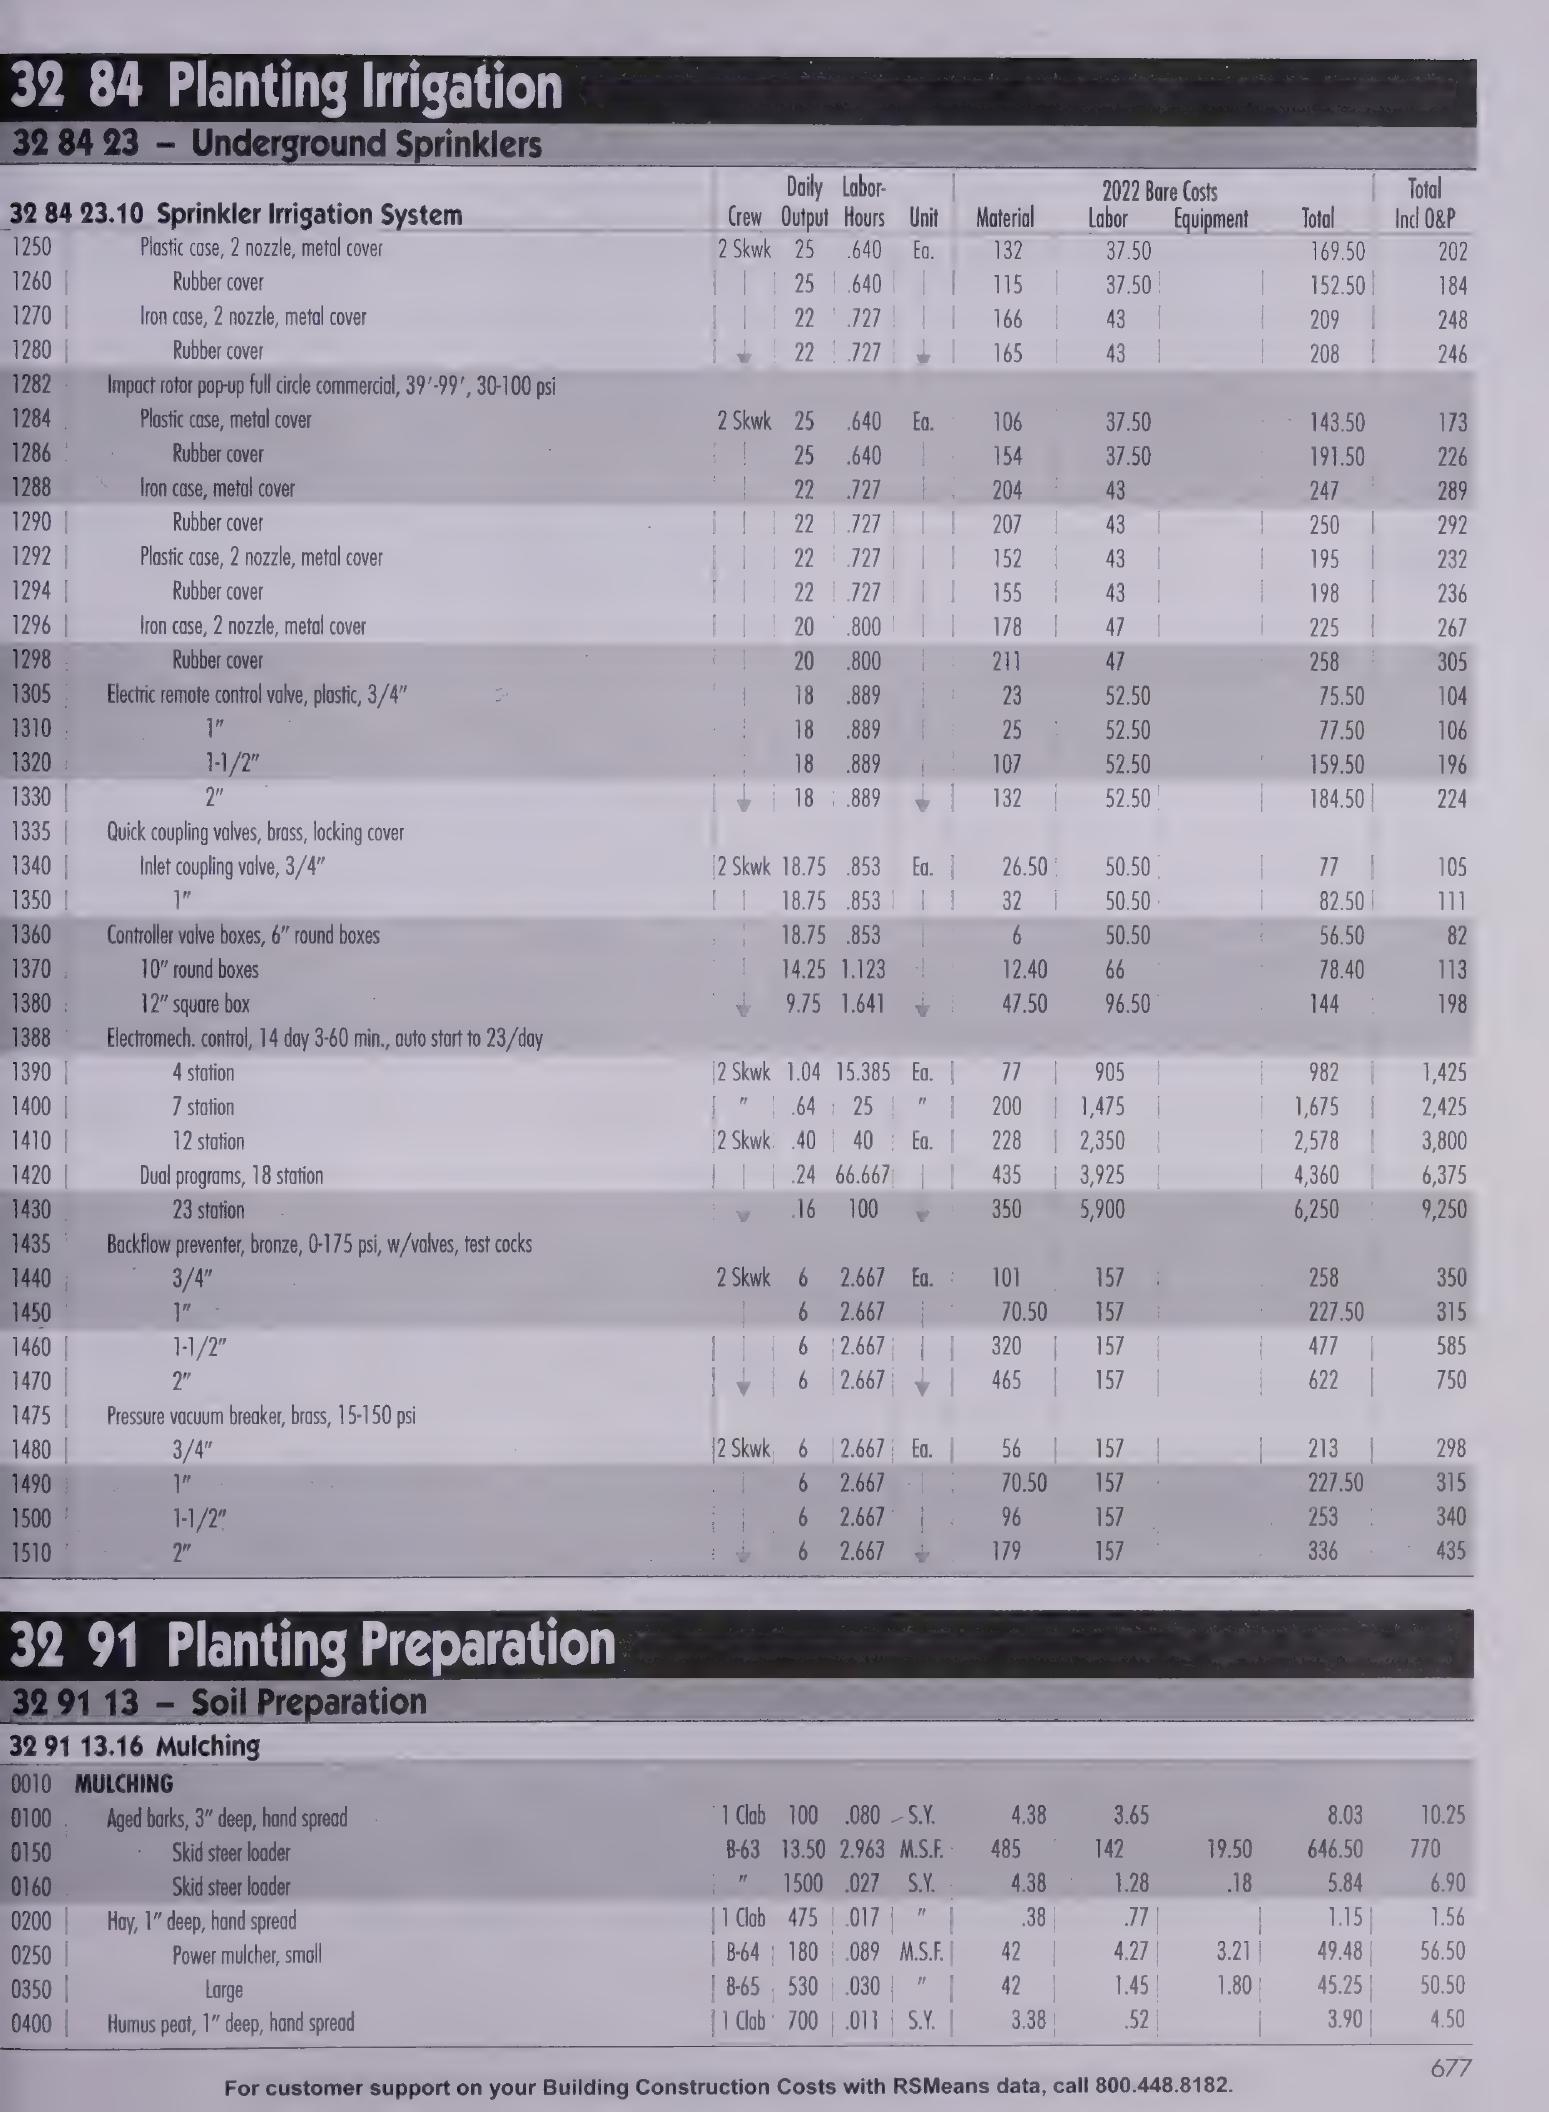 32 84 Planting Irrigation
32 84 23 – Underground Sprinklers
Daily Labor- 2022 Bare Costs Total
32 84 23.10 Sprinkler Irrigation System Crew Output Hours Unit Material Labor Equipment Total Incl O&P
1250 Plastic case, 2 nozzle, metal cover 2 Skwk 25 .640 Ea. 132 37.50 169.50 202
1260 Rubber cover 25 .640 115 37.50 152.50 184
1270 Iron case, 2 nozzle, metal cover 22 .727 166 43 209 248
1280 Rubber cover 22 .727 165 43 208 246
1282 Impact rotor pop-up full circle commercial, 39′-99′, 30-100 psi
1284 Plastic case, metal cover 2 Skwk 25 .640 Ea. 106 37.50 143.50 173
1286 Rubber cover 25 .640 154 37.50 191.50 226
1288 Iron case, metal cover 22 .727 204 43 247 289
1290 Rubber cover 22 .727 207 43 250 292
1292 Plastic case, 2 nozzle, metal cover 22 .727 152 43 195 232
1294 Rubber cover 22 .727 155 43 198 236
1296 Iron case, 2 nozzle, metal cover 20 .800 178 47 225 267
1298 Rubber cover 20 .800 211 47 258 305
1305 Electric remote control valve, plastic, 3/4″ 18 .889 23 52.50 75.50 104
1310 1″ 18 .889 25 52.50 77.50 106
1320 1-1/2″ 18 .889 107 52.50 159.50 196
1330 2″ 18 .889 132 52.50 184.50 224
1335 Quick coupling valves, brass, locking cover
1340 Inlet coupling valve, 3/4″ 2 Skwk 18.75 .853 Ea. 26.50 50.50 77 105
1350 1″ 18.75 .853 32 50.50 82.50 111
1360 Controller valve boxes, 6″ round boxes 18.75 .853 6 50.50 56.50 82
1370 10″ round boxes 14.25 1.123 12.40 66 78.40 113
1380 12″ square box 9.75 1.641 47.50 96.50 144 198
1388 Electromech. control, 14 day 3-60 min., auto start to 23/day
1390 4 station 2 Skwk 1.04 15.385 Ea. 77 905 982 1,425
1400 7 station ″ .64 25 ″ 200 1,475 1,675 2,425
1410 12 station 2 Skwk .40 40 Ea. 228 2,350 2,578 3,800
1420 Dual programs, 18 station .24 66.667 435 3,925 4,360 6,375
1430 23 station .16 100 350 5,900 6,250 9,250
1435 Backflow preventer, bronze, 0-175 psi, w/valves, test cocks
1440 3/4″ 2 Skwk 6 2.667 Ea. 101 157 258 350
1450 1″ 6 2.667 70.50 157 227.50 315
1460 1-1/2″ 6 2.667 320 157 477 585
1470 2″ 6 2.667 465 157 622 750
1475 Pressure vacuum breaker, brass, 15-150 psi
1480 3/4″ 2 Skwk 6 2.667 Ea. 56 157 213 298
1490 1″ 6 2.667 70.50 157 227.50 315
1500 1-1/2″ 6 2.667 96 157 253 340
1510 2″ 6 2.667 179 157 336 435
32 91 Planting Preparation
32 91 13 – Soil Preparation
32 91 13.16 Mulching
0010 MULCHING
0100 Aged barks, 3″ deep, hand spread 1 Clab 100 .080 S.Y. 4.38 3.65 8.03 10.25
0150 Skid steer loader B-63 13.50 2.963 M.S.F. 485 142 19.50 646.50 770
0160 Skid steer loader ″ 1500 .027 S.Y. 4.38 1.28 .18 5.84 6.90
0200 Hay, 1″ deep, hand spread 1 Clab 475 .017 ″ .38 .77 1.15 1.56
0250 Power mulcher, small B-64 180 .089 M.S.F. 42 4.27 3.21 49.48 56.50
0350 Large B-65 530 .030 ″ 42 1.45 1.80 45.25 50.50
0400 Humus peat, 1″ deep, hand spread 1 Clab 700 .011 S.Y. 3.38 .52 3.90 4.50
677
For customer support on your Building Construction Costs with RSMeans data, call 800.448.8182.